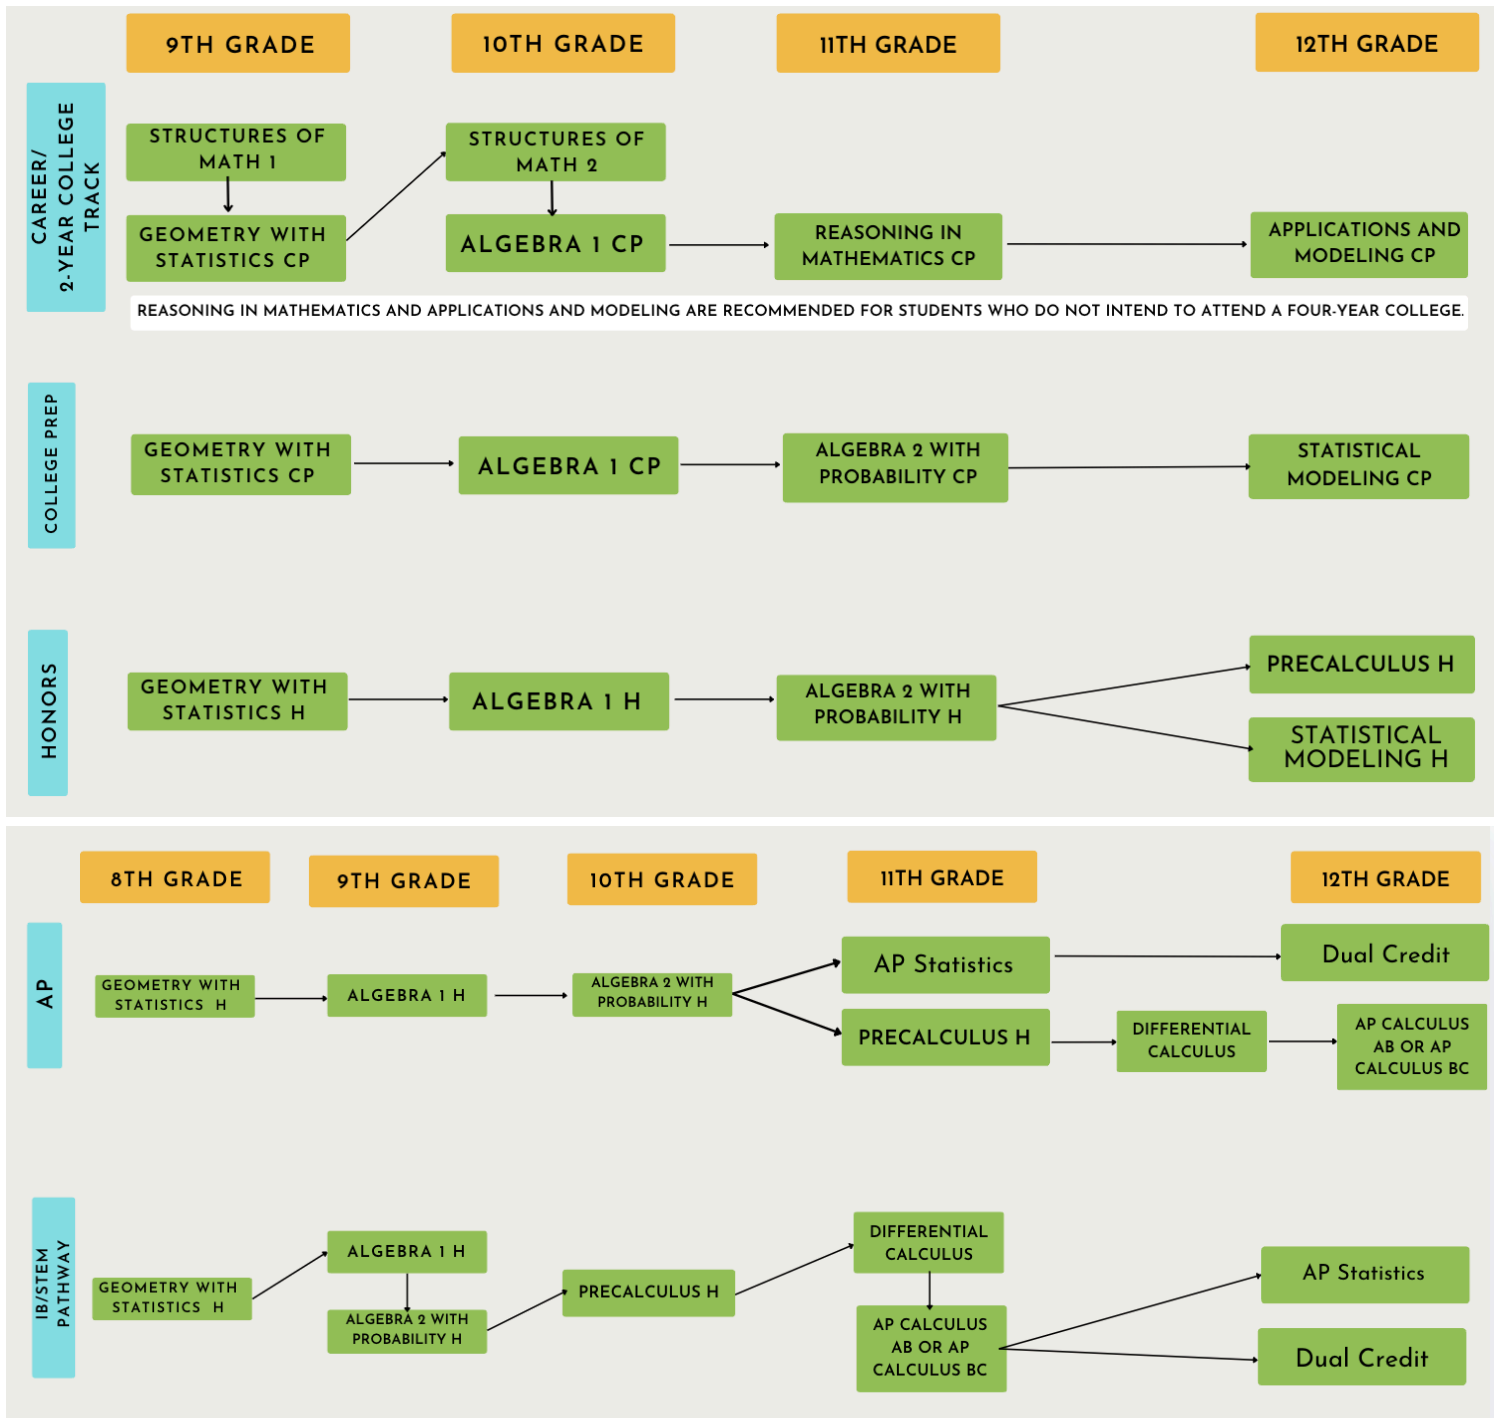 9TH GRADE
10TH GRADE
11TH GRADE
12TH GRADE
CAREER/
2-YEAR COLLEGE
TRACK
STRUCTURES OF
MATH 1
GEOMETRY WITH
STATISTICS CP
STRUCTURES OF
MATH 2
ALGEBRA 1 CP
REASONING IN
MATHEMATICS CP
APPLICATIONS AND
MODELING CP
REASONING IN MATHEMATICS AND APPLICATIONS AND MODELING ARE RECOMMENDED FOR STUDENTS WHO DO NOT INTEND TO ATTEND A FOUR-YEAR COLLEGE.
COLLEGE PREP
GEOMETRY WITH
STATISTICS CP
ALGEBRA 1 CP
ALGEBRA 2 WITH
PROBABILITY CP
STATISTICAL
MODELING CP
HONORS
GEOMETRY WITH
STATISTICS H
ALGEBRA 1 H
ALGEBRA 2 WITH
PROBABILITY H
PRECALCULUS H
STATISTICAL
MODELING H
8TH GRADE
9TH GRADE
10TH GRADE
11TH GRADE
12TH GRADE
AP
GEOMETRY WITH
STATISTICS H
ALGEBRA 1 H
ALGEBRA 2 WITH
PROBABILITY H
AP Statistics
Dual Credit
PRECALCULUS H
DIFFERENTIAL
CALCULUS
AP CALCULUS
AB OR AP
CALCULUS BC
IB/STEM
PATHWAY
GEOMETRY WITH
STATISTICS H
ALGEBRA 1 H
ALGEBRA 2 WITH
PROBABILITY H
PRECALCULUS H
DIFFERENTIAL
CALCULUS
AP CALCULUS
AB OR AP
CALCULUS BC
AP Statistics
Dual Credit